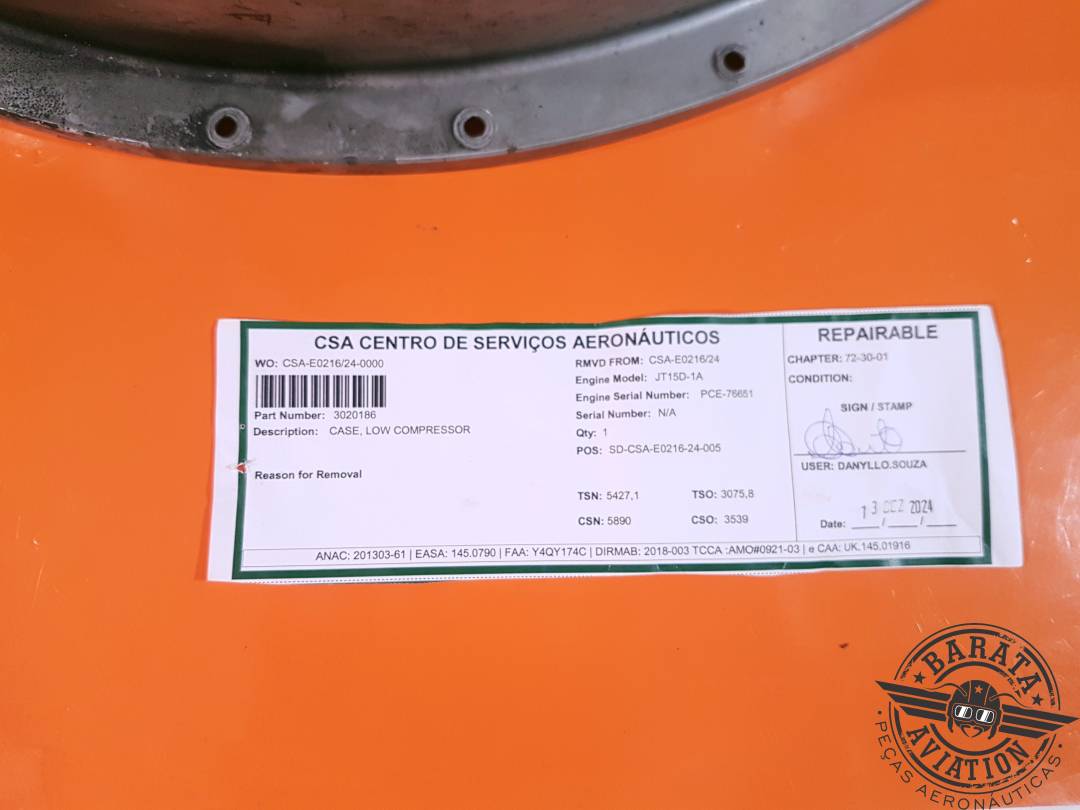 CSA CENTRO DE SERVIÇOS AERONÁUTICOS
WO: CSA-E0216/24-0000
Part Number: 3020186
Description: CASE, LOW COMPRESSOR
Reason for Removal
RMVD FROM: CSA-E0216/24
Engine Model: JT15D-1A
Engine Serial Number: PCE-76651
Serial Number: N/A
Qty: 1
POS: SD-CSA-E0216-24-005
TSN: 5427,1 TSO: 3075,8
CSN: 5890 CSO: 3539
REPAIRABLE
CHAPTER: 72-30-01
CONDITION:
SIGN / STAMP
USER: DANYLLO.SOUZA
13 DEZ 2024
Date: ___/___/___
ANAC: 201303-61 | EASA: 145.0790 | FAA: Y4QY174C | DIRMAB: 2018-003 TCCA :AMO#0921-03 | e CAA: UK.145.01916
BARATA
AVIATION
PEÇAS AERONÁUTICAS